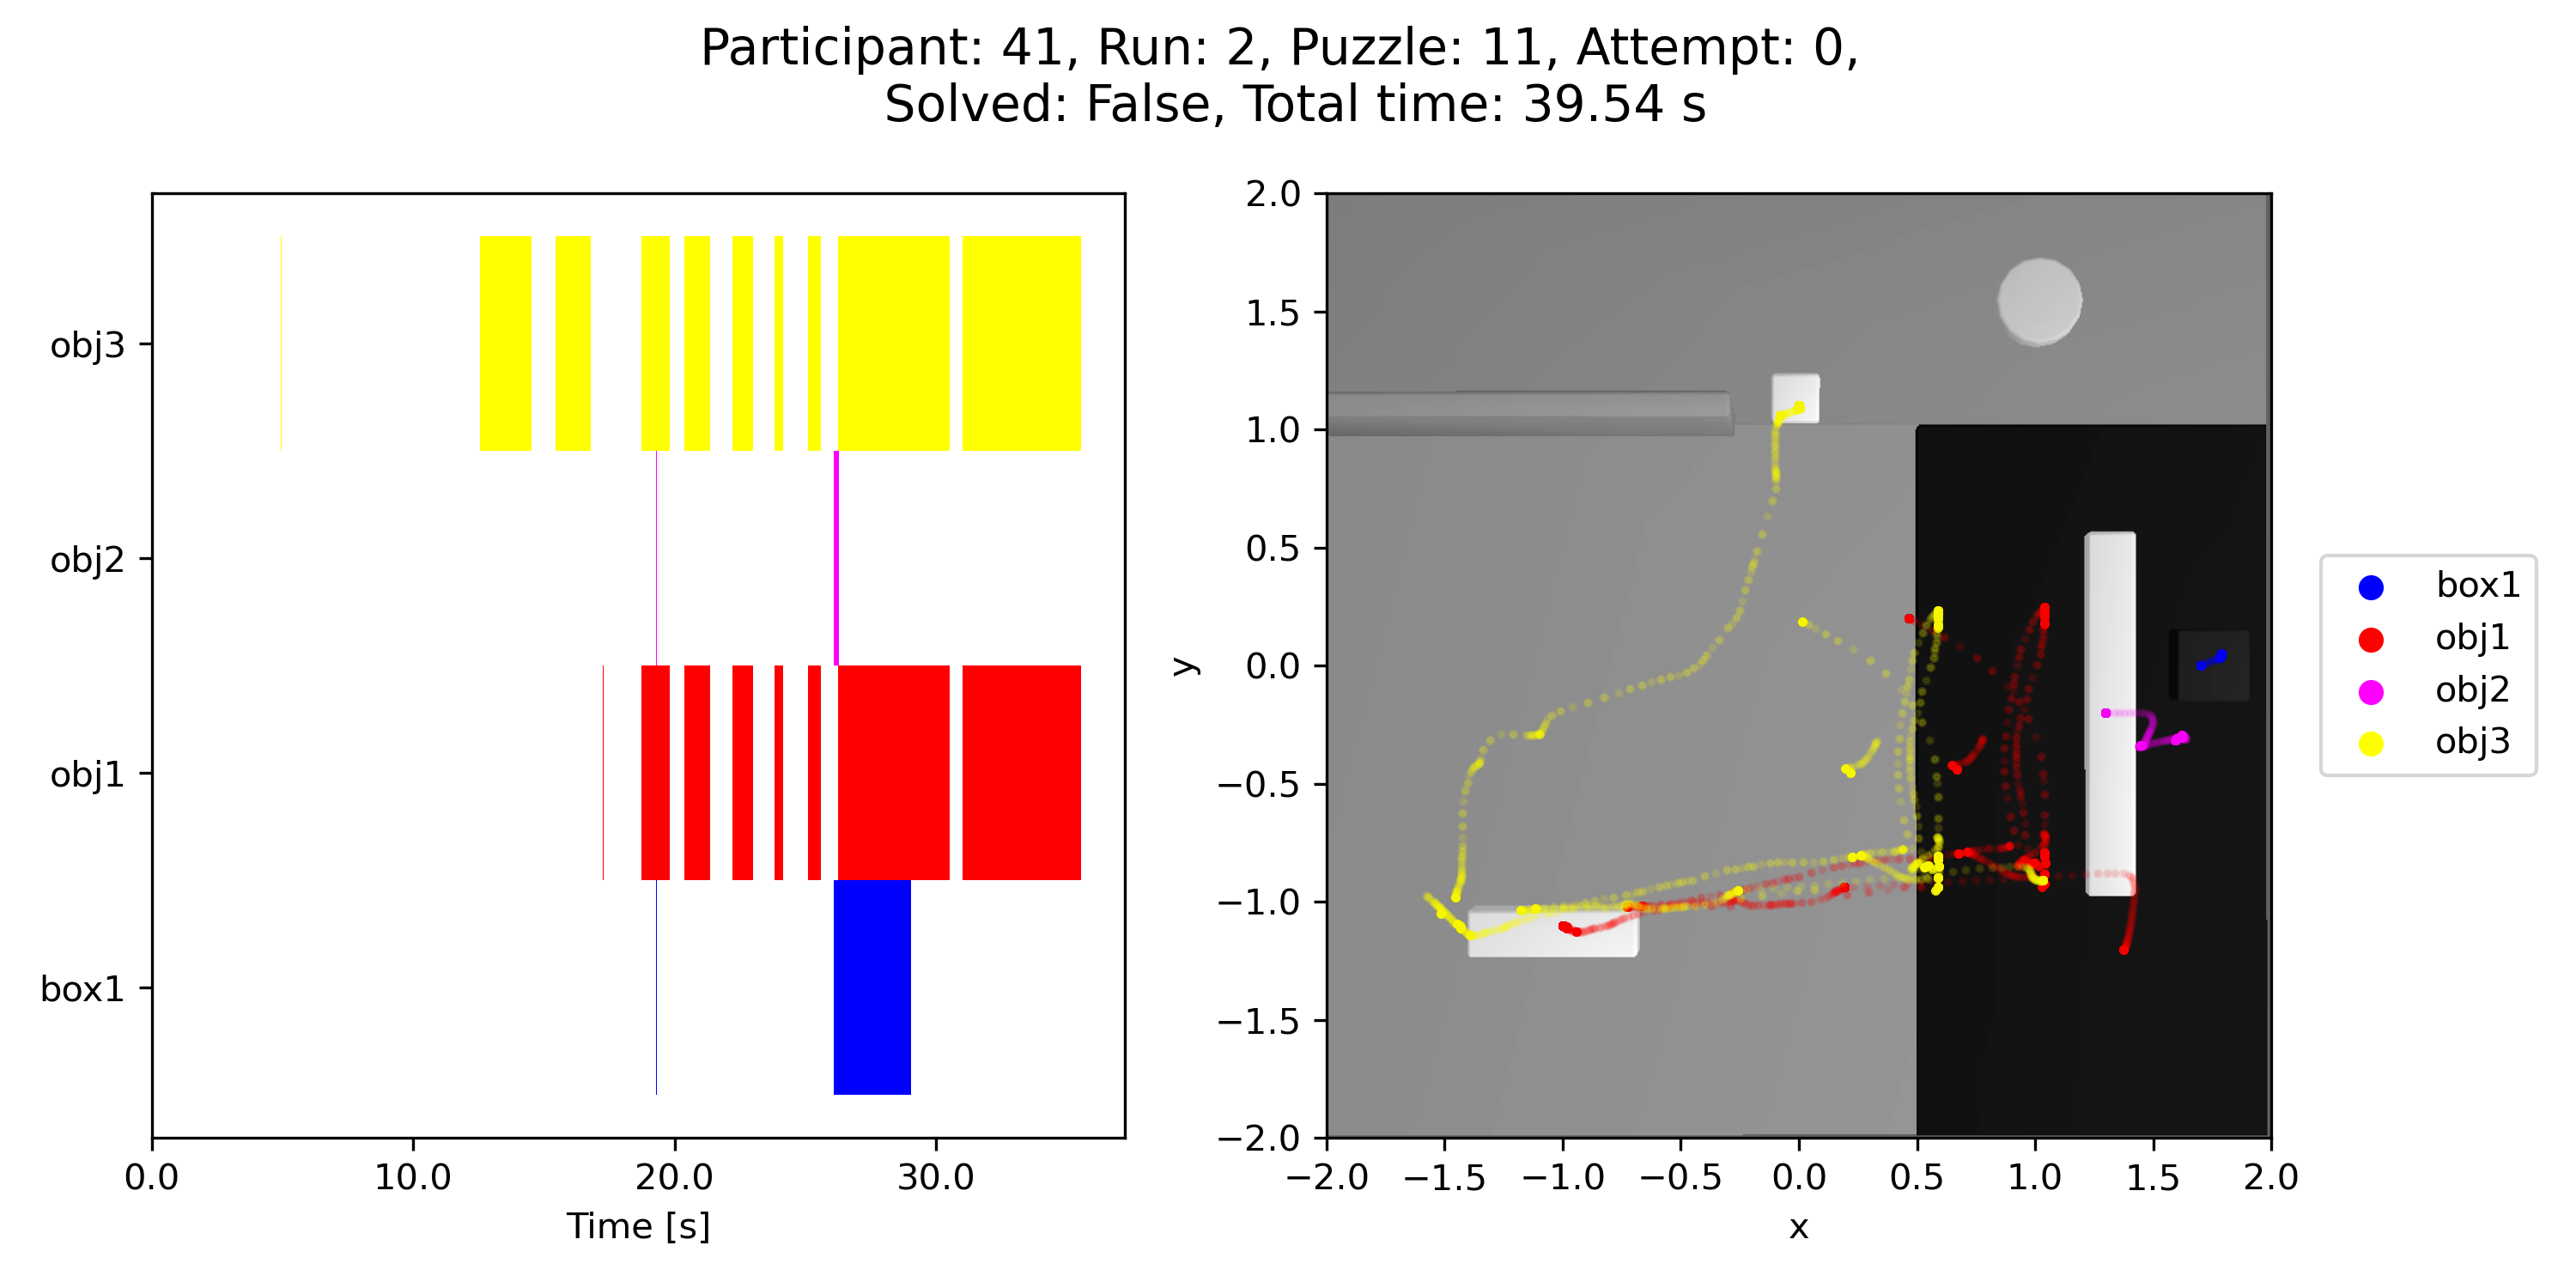 Participant: 41, Run: 2, Puzzle: 11, Attempt: 0,
Solved: False, Total time: 39.54 s
obj3
obj2
obj1
box1
0.0 10.0 20.0 30.0
Time [s]
2.0
1.5
1.0
0.5
0.0
−0.5
−1.0
−1.5
−2.0
y
−2.0 −1.5 −1.0 −0.5 0.0 0.5 1.0 1.5 2.0
x
box1
obj1
obj2
obj3